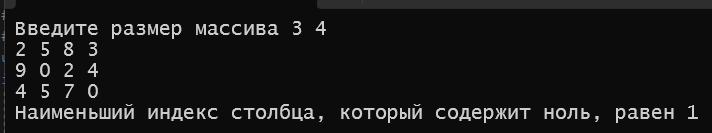 Введите размер массива 3 4
2 5 8 3
9 0 2 4
4 5 7 0
Наименьший индекс столбца, который содержит ноль, равен 1